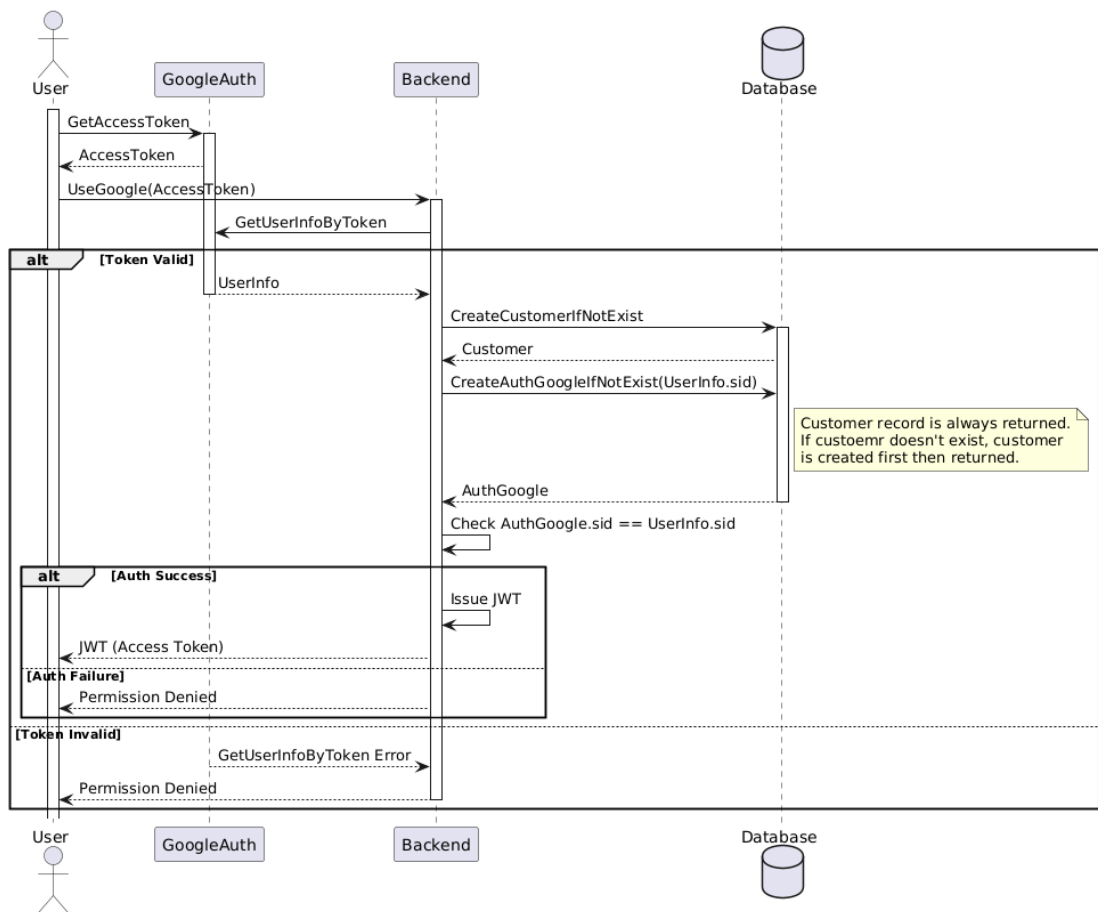 User
GoogleAuth
Backend
Database
GetAccessToken
AccessToken
UseGoogle(AccessToken)
GetUserInfoByToken
alt [Token Valid]
UserInfo
CreateCustomerIfNotExist
Customer
CreateAuthGoogleIfNotExist(UserInfo.sid)
Customer record is always returned.
If custoemr doesn't exist, customer
is created first then returned.
AuthGoogle
Check AuthGoogle.sid == UserInfo.sid
alt [Auth Success]
Issue JWT
JWT (Access Token)
[Auth Failure]
Permission Denied
[Token Invalid]
GetUserInfoByToken Error
Permission Denied
User
GoogleAuth
Backend
Database